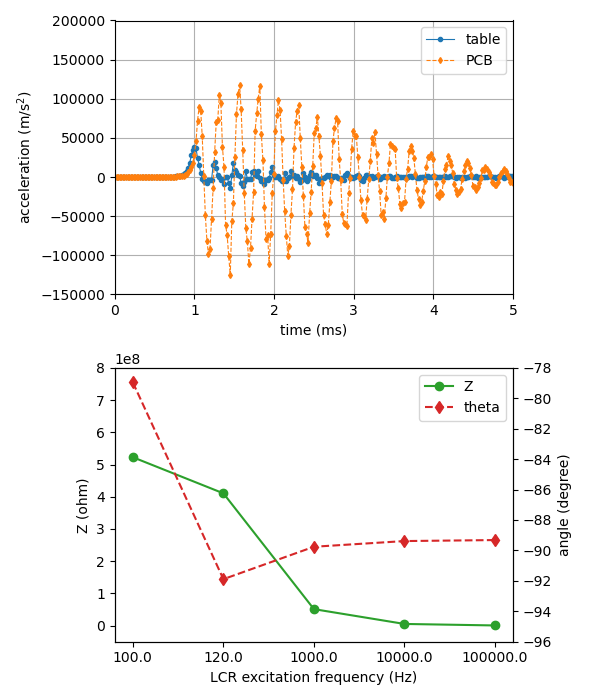 200000
150000
100000
50000
0
−50000
−100000
−150000
acceleration (m/s²)
table
PCB
0 1 2 3 4 5
time (ms)
1e8
8
7
6
5
4
3
2
1
0
Z (ohm)
Z
theta
−78
−80
−82
−84
−86
−88
−90
−92
−94
−96
angle (degree)
100.0 120.0 1000.0 10000.0 100000.0
LCR excitation frequency (Hz)